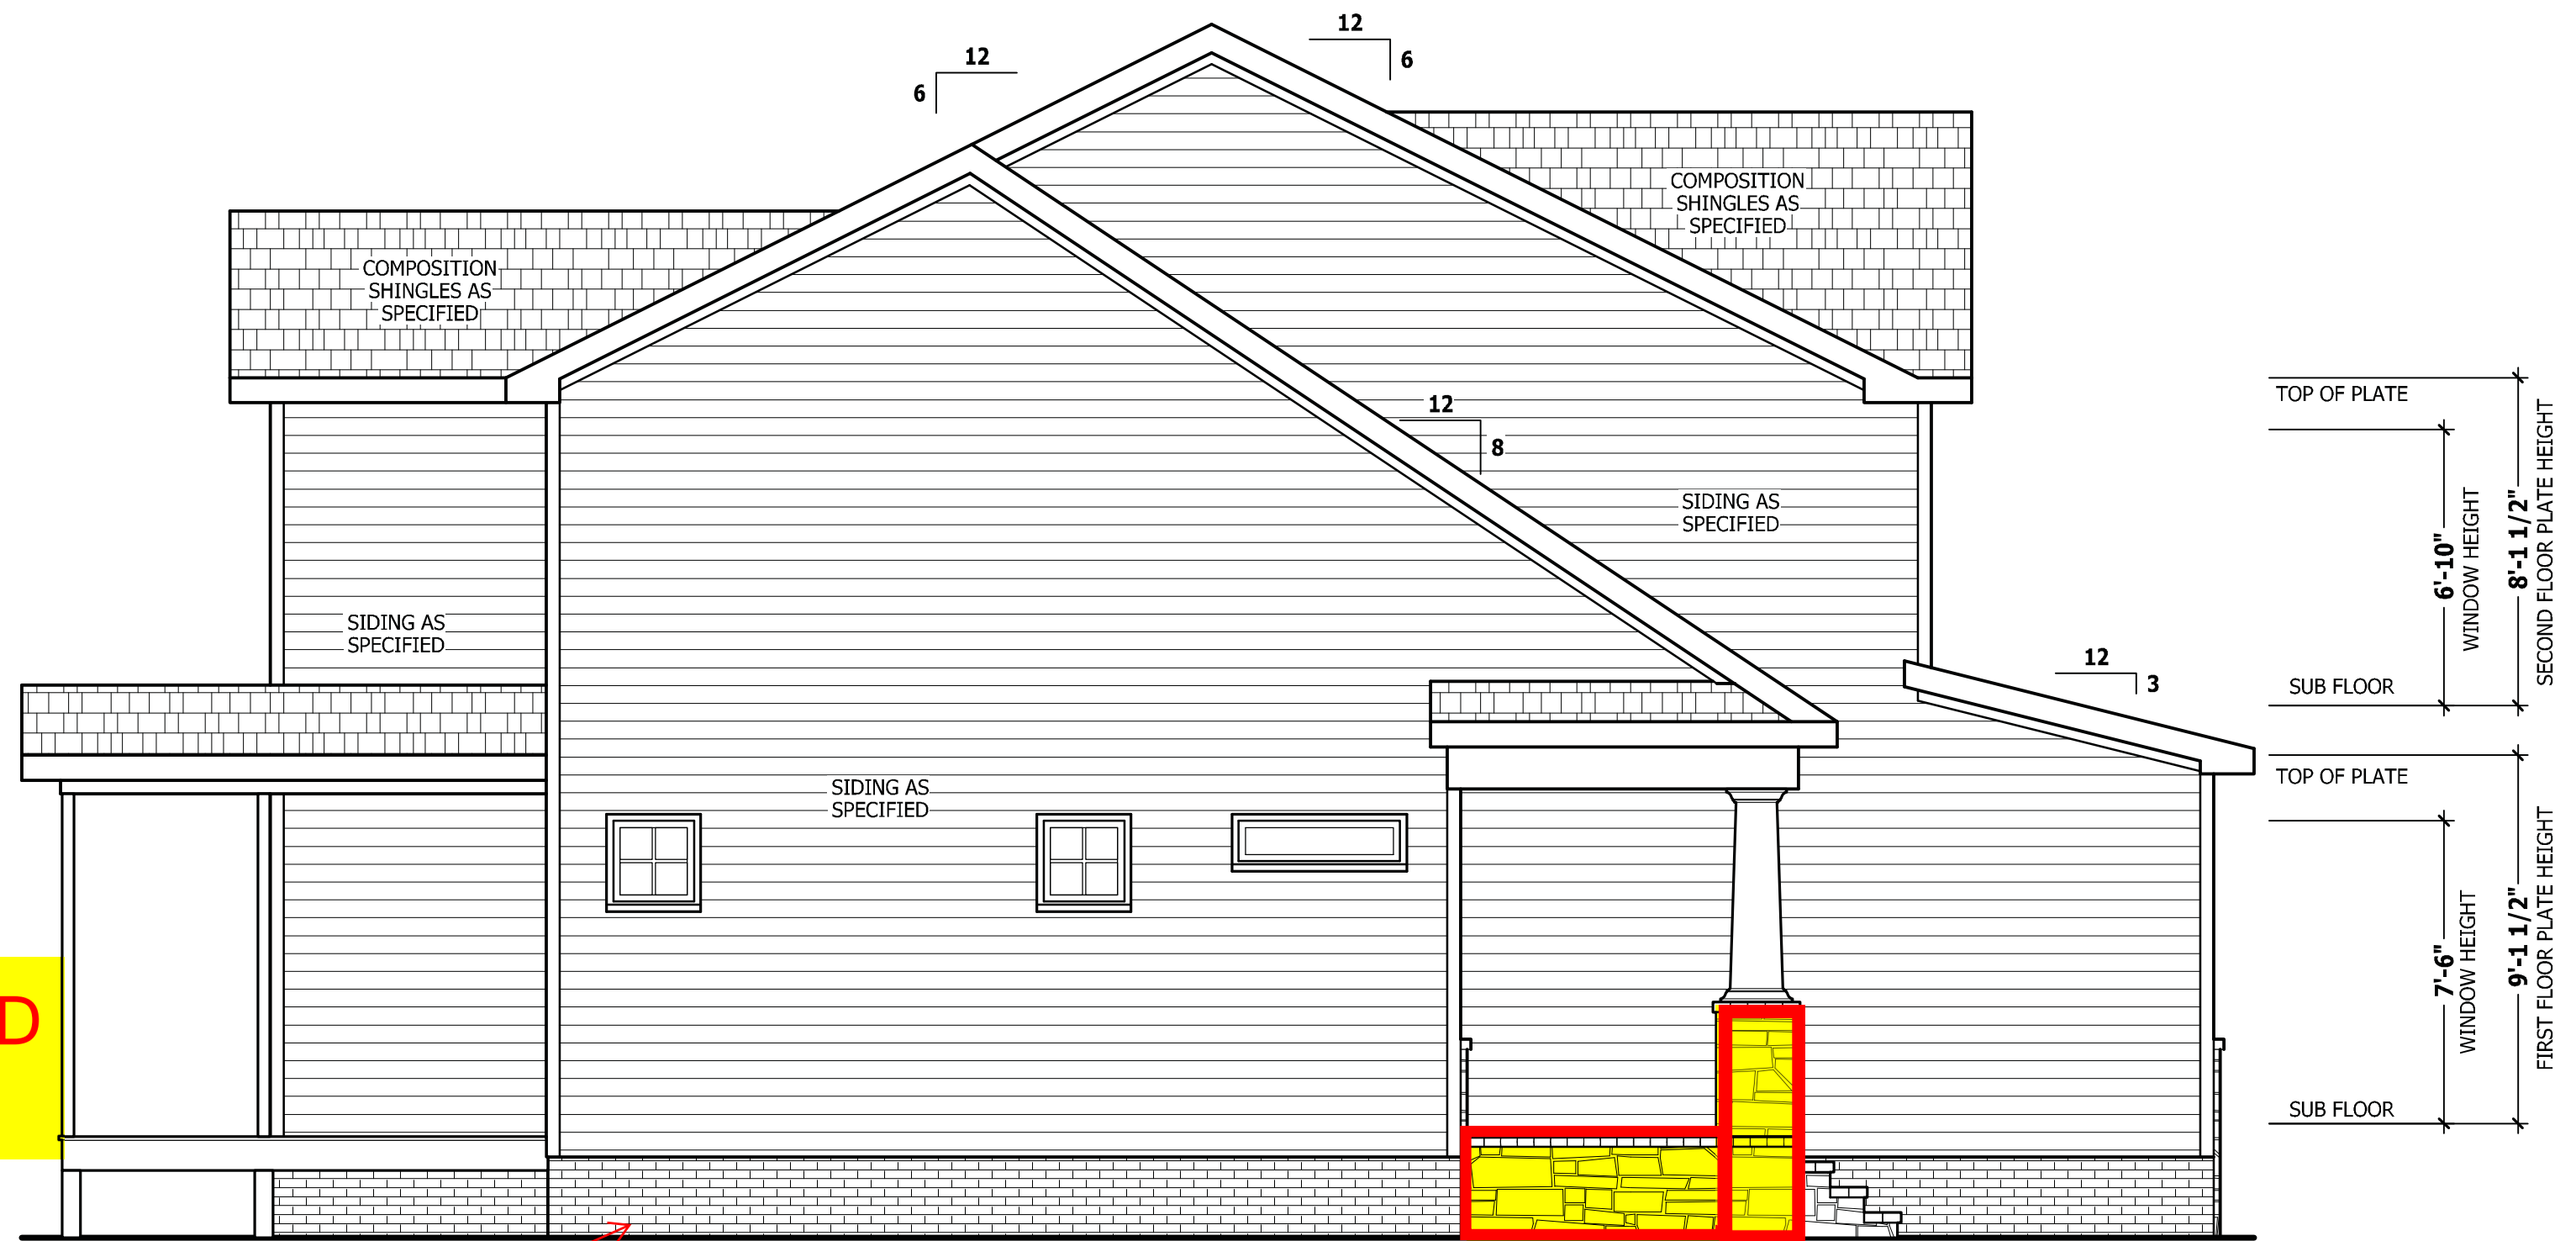 12
6
12
6
COMPOSITION
SHINGLES AS
SPECIFIED
COMPOSITION
SHINGLES AS
SPECIFIED
12
8
SIDING AS
SPECIFIED
SIDING AS
SPECIFIED
SIDING AS
SPECIFIED
12
3
TOP OF PLATE
SUB FLOOR
TOP OF PLATE
SUB FLOOR
6'-10"
WINDOW HEIGHT
8'-1 1/2"
SECOND FLOOR PLATE HEIGHT
7'-6"
WINDOW HEIGHT
9'-1 1/2"
FIRST FLOOR PLATE HEIGHT
D